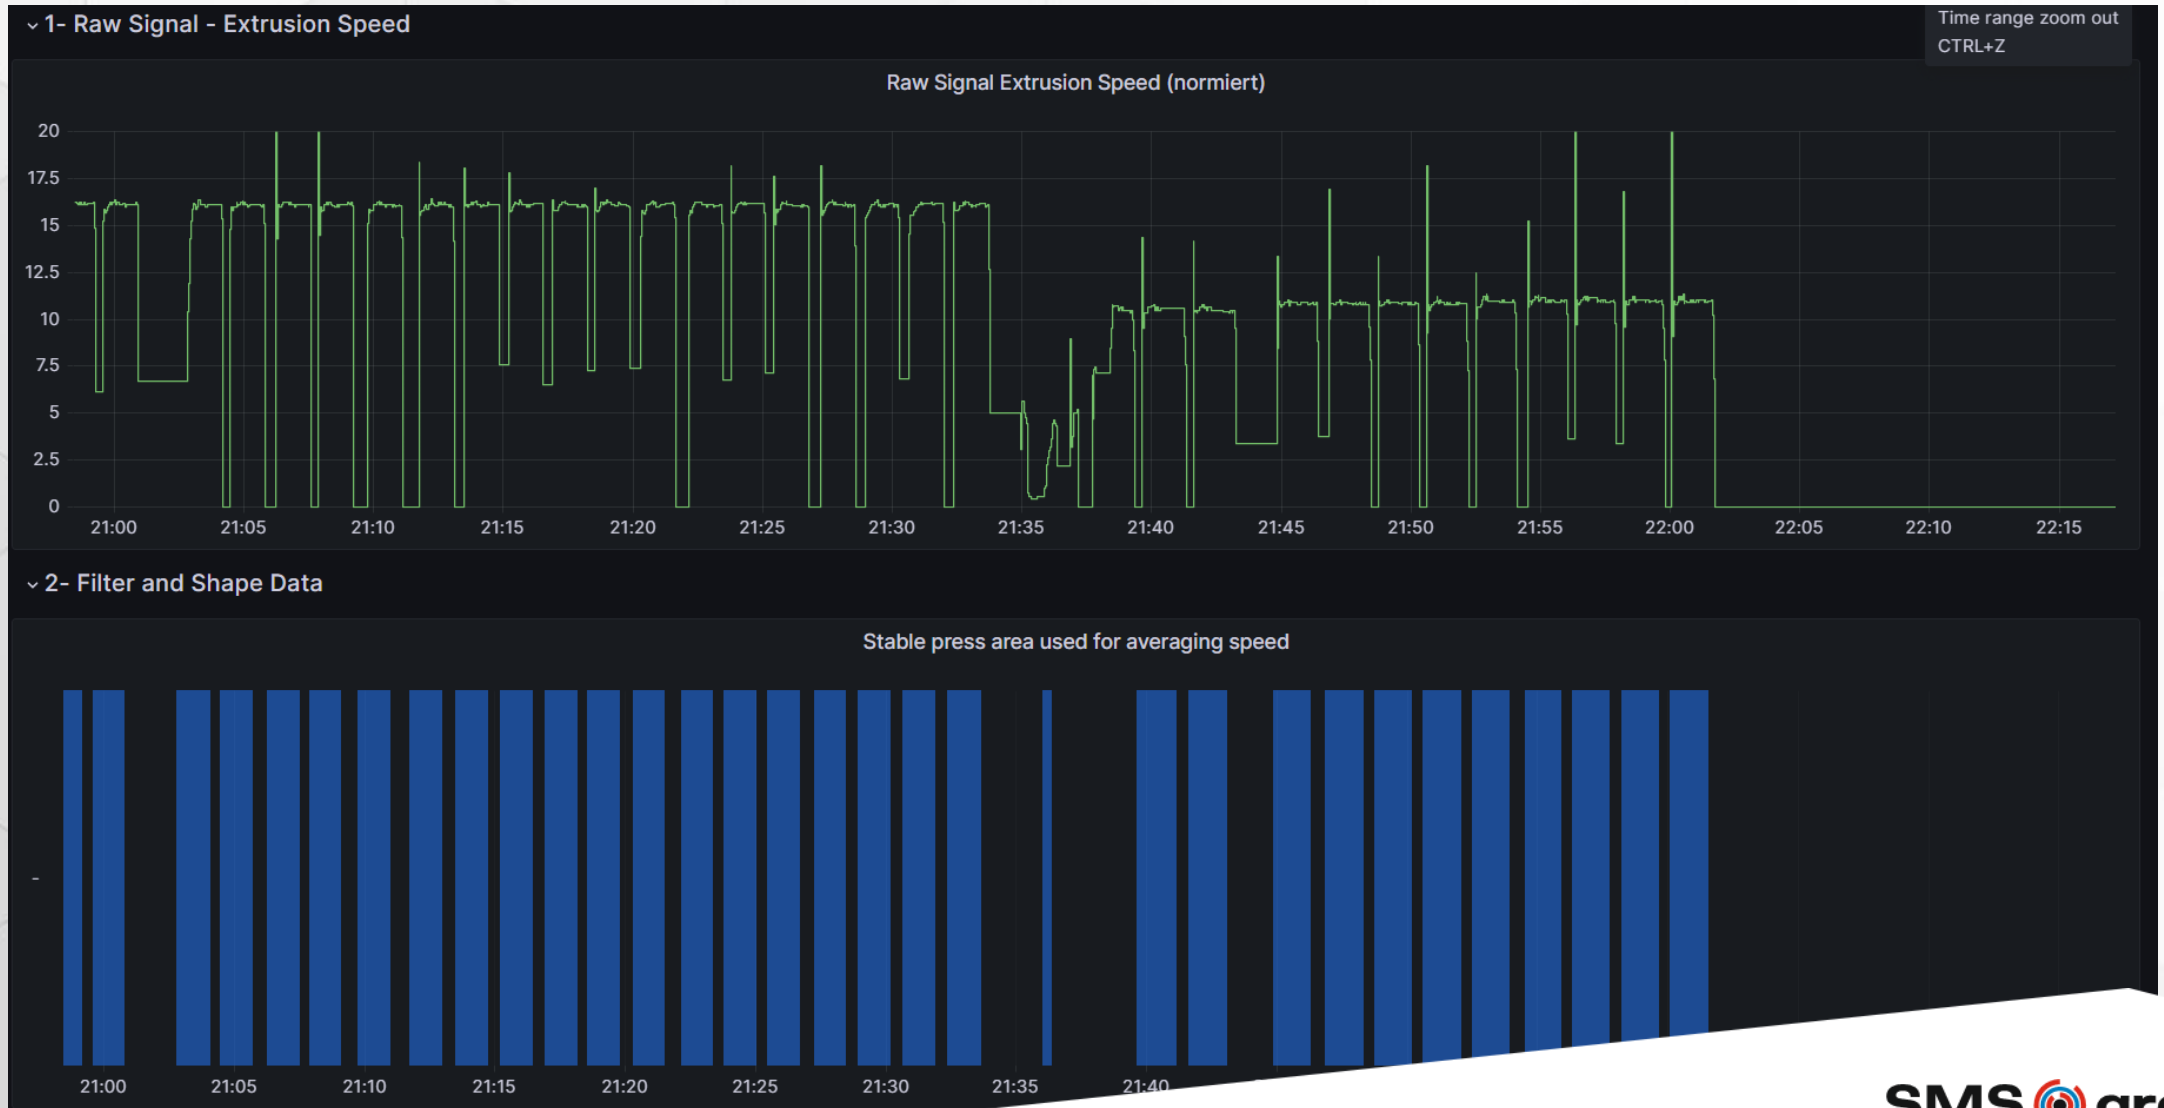 1- Raw Signal - Extrusion Speed
Time range zoom out
CTRL+Z
Raw Signal Extrusion Speed (normiert)
20
17.5
15
12.5
10
7.5
5
2.5
0
21:00 21:05 21:10 21:15 21:20 21:25 21:30 21:35 21:40 21:45 21:50 21:55 22:00 22:05 22:10 22:15
2- Filter and Shape Data
Stable press area used for averaging speed
-
21:00 21:05 21:10 21:15 21:20 21:25 21:30 21:35 21:40
SMS gro